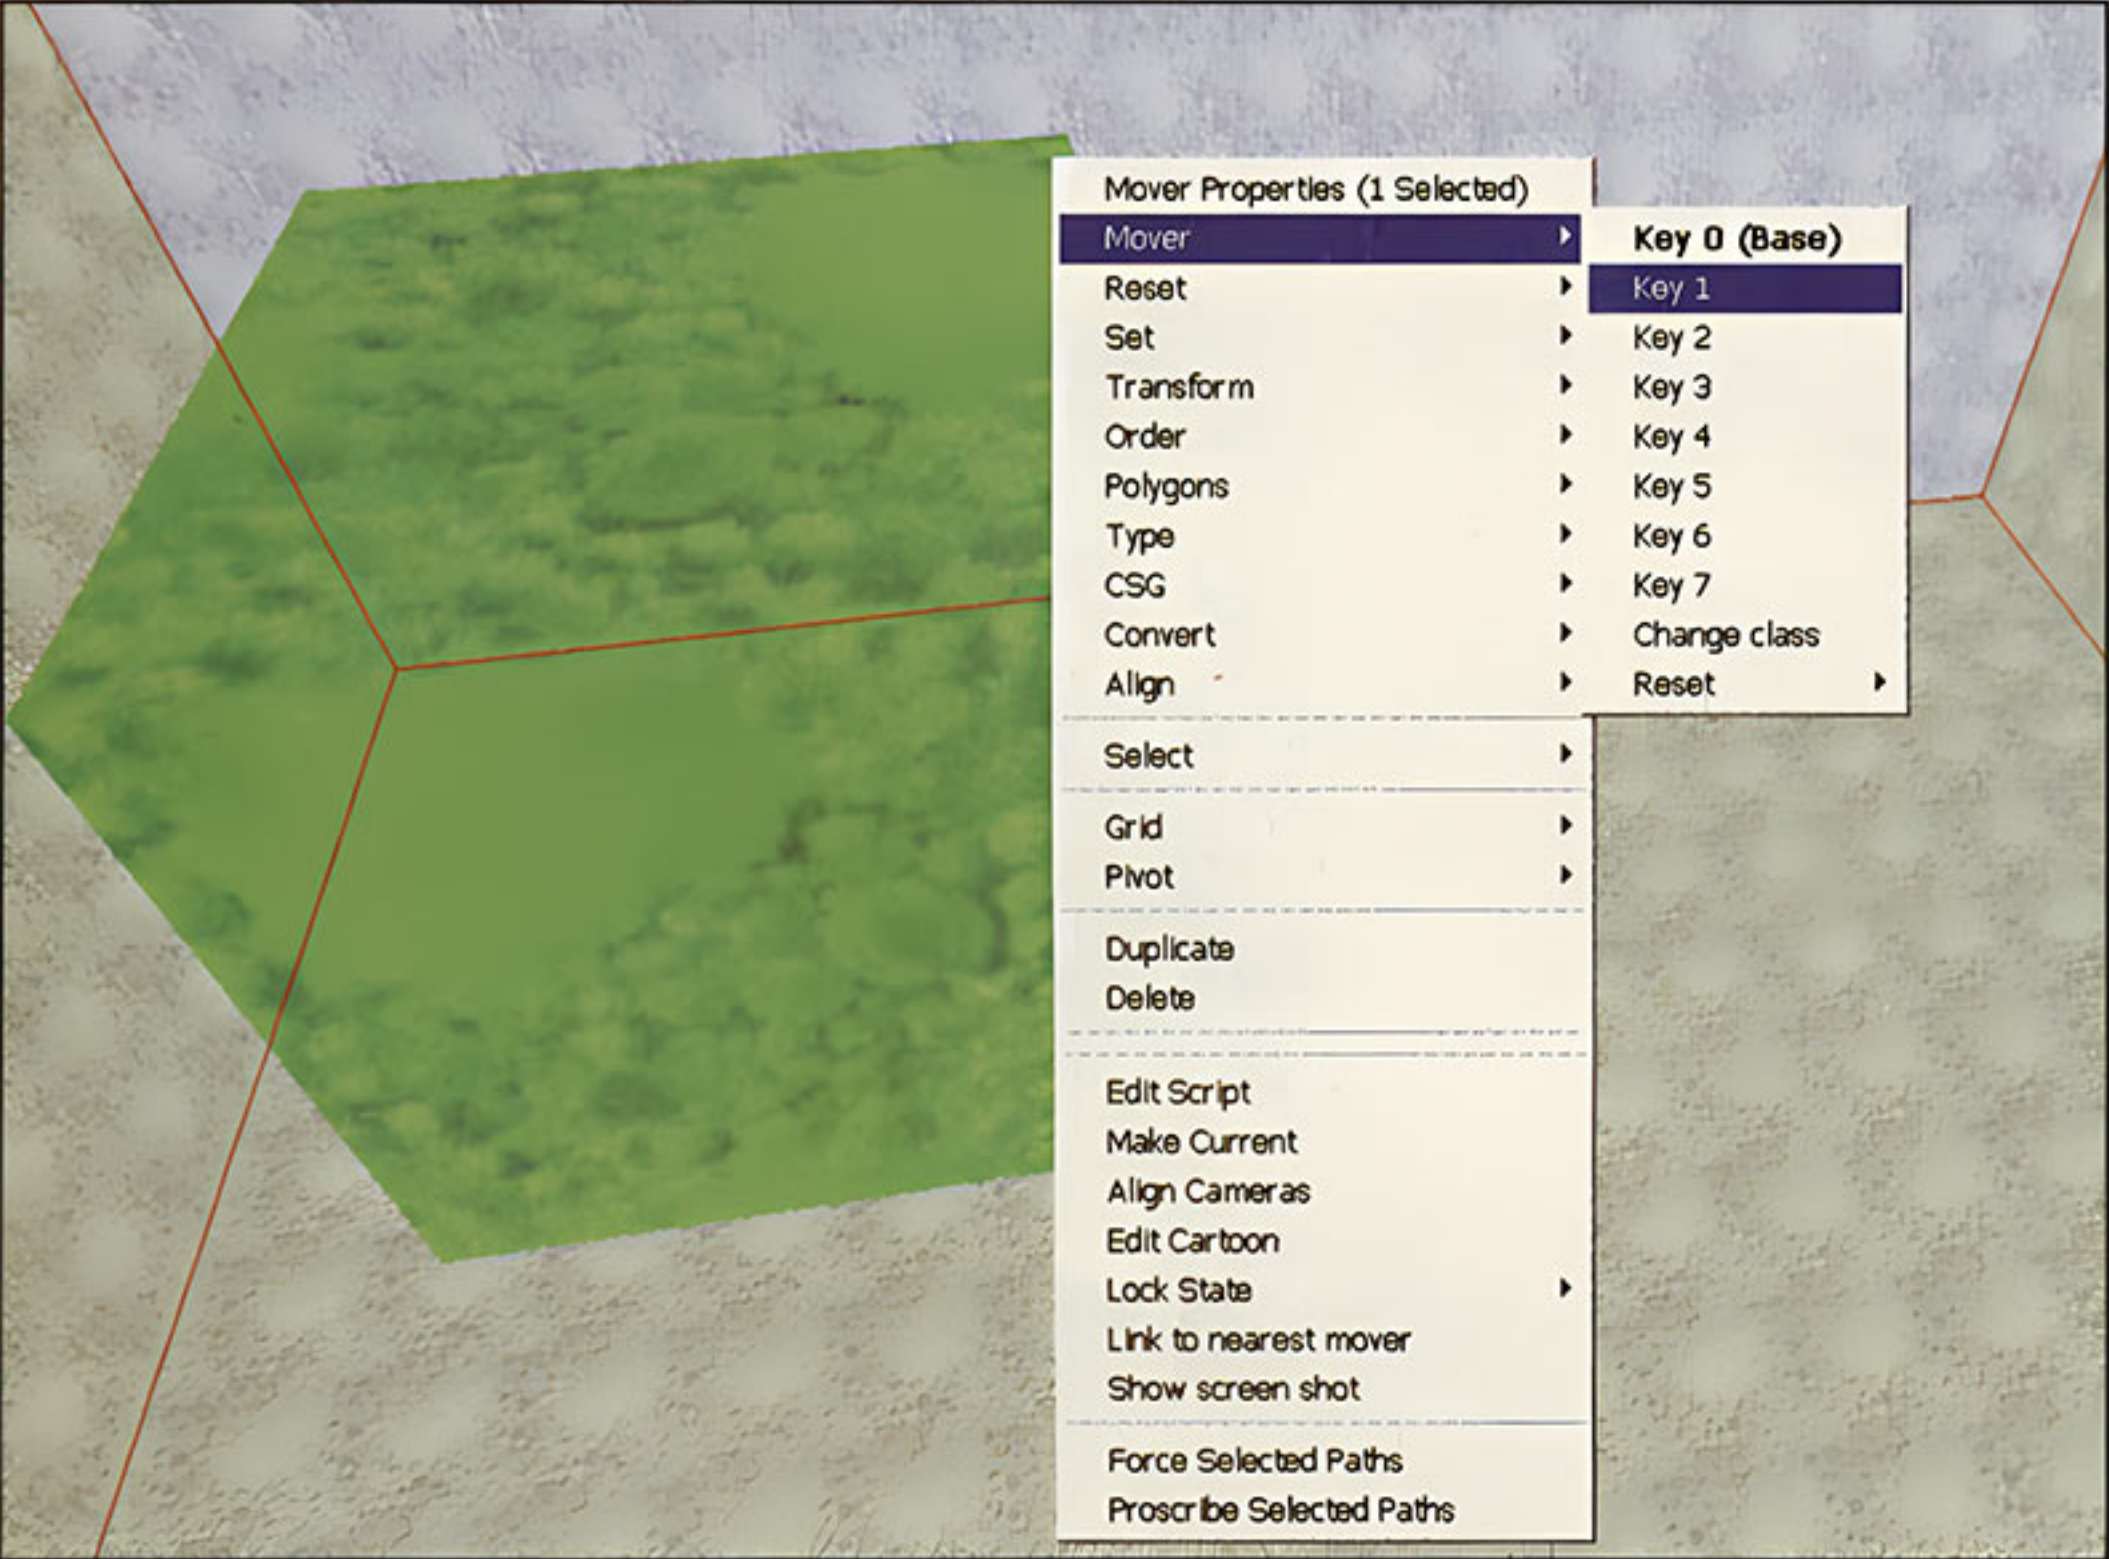 Mover Properties (1 Selected)
Mover
Reset
Set
Transform
Order
Polygons
Type
CSG
Convert
Align
Select
Grid
Pivot
Duplicate
Delete
Edit Script
Make Current
Align Cameras
Edit Cartoon
Lock State
Link to nearest mover
Show screen shot
Force Selected Paths
Proscribe Selected Paths
Key 0 (Base)
Key 1
Key 2
Key 3
Key 4
Key 5
Key 6
Key 7
Change class
Reset